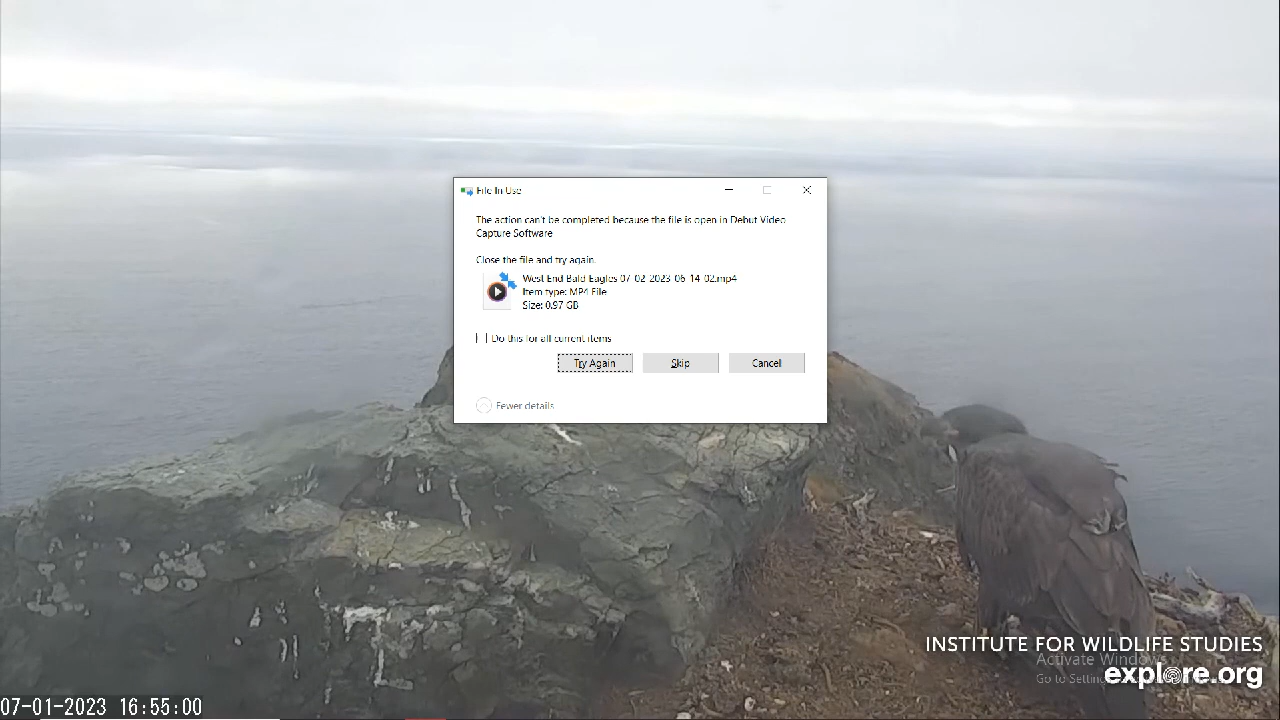 File In Use
The action can't be completed because the file is open in Debut Video
Capture Software
Close the file and try again.
West End Bald Eagles 07-02-2023-06-14-02.mp4
Item type: MP4 File
Size: 0.97 GB
Do this for all current items
Try Again
Skip
Cancel
Fewer details
INSTITUTE FOR WILDLIFE STUDIES
Activate Windows
Go to Settings
explore.org
07-01-2023 16:55:00